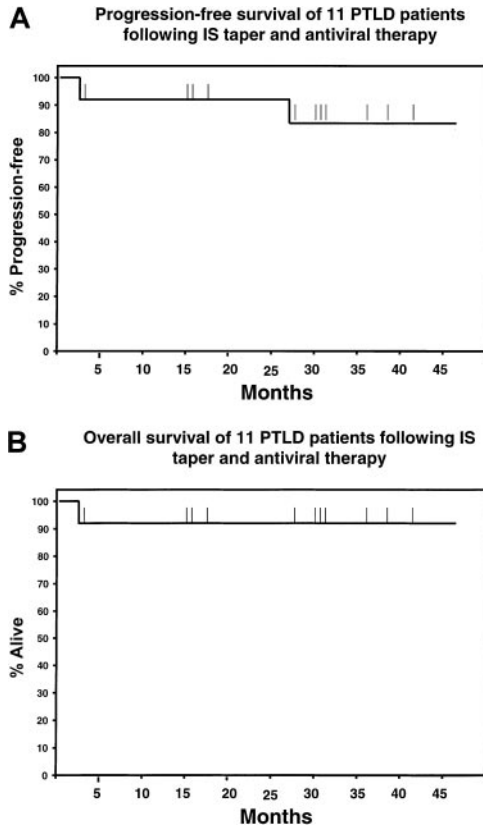 A
Progression-free survival of 11 PTLD patients
following IS taper and antiviral therapy
% Progression-free
100
90
80
70
60
50
40
30
20
10
0
5 10 15 20 25 30 35 40 45
Months
B
Overall survival of 11 PTLD patients following IS
taper and antiviral therapy
% Alive
100
90
80
70
60
50
40
30
20
10
0
5 10 15 20 25 30 35 40 45
Months